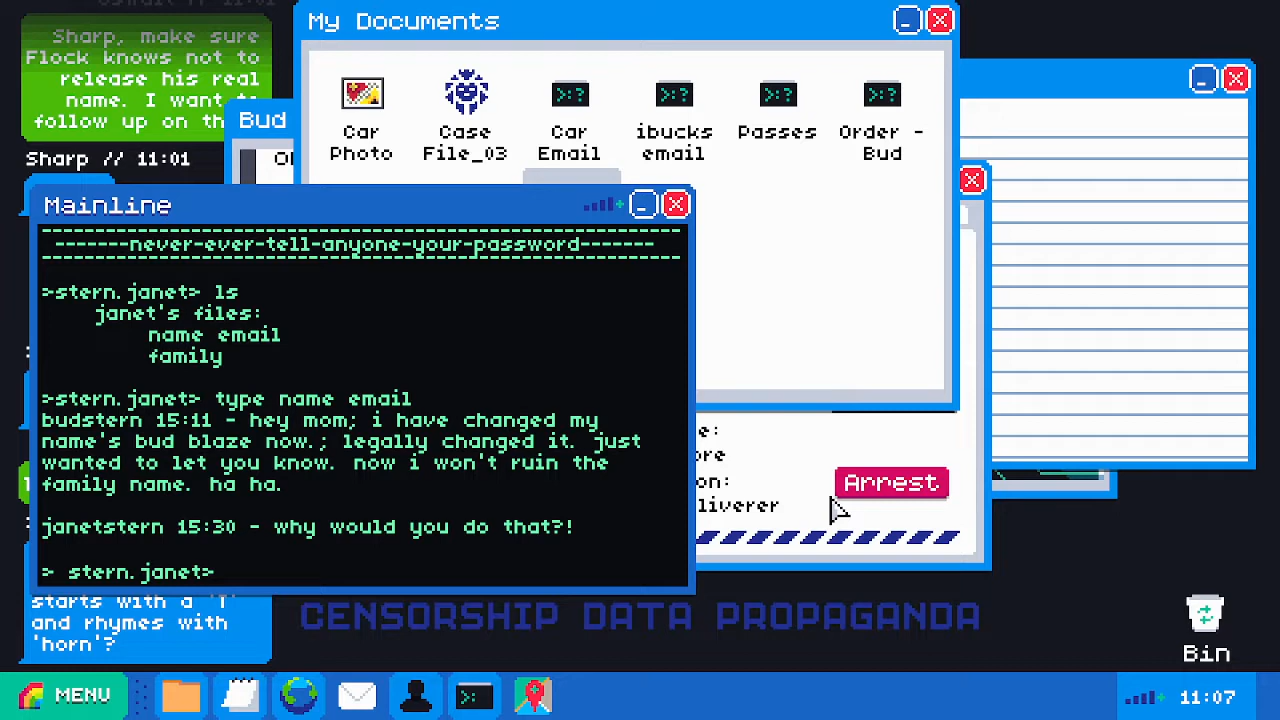 Sharp, make sure
Flock knows not to
release his real
name. I want to
follow up on th
Sharp // 11:01
Bud
My Documents
Car Photo
Case File_03
Car Email
ibucks email
Passes
Order - Bud
Mainline
-------never-ever-tell-anyone-your-password-------
>stern.janet> ls
janet's files:
name email
family
>stern.janet> type name email
budstern 15:11 - hey mom; i have changed my
name's bud blaze now.; legally changed it. just
wanted to let you know. now i won't ruin the
family name. ha ha.
janetstern 15:30 - why would you do that?!
> stern.janet>
e:
ore
on:
liverer
Arrest
starts with a 'T'
and rhymes with
'horn'?
CENSORSHIP DATA PROPAGANDA
Bin
MENU
11:07